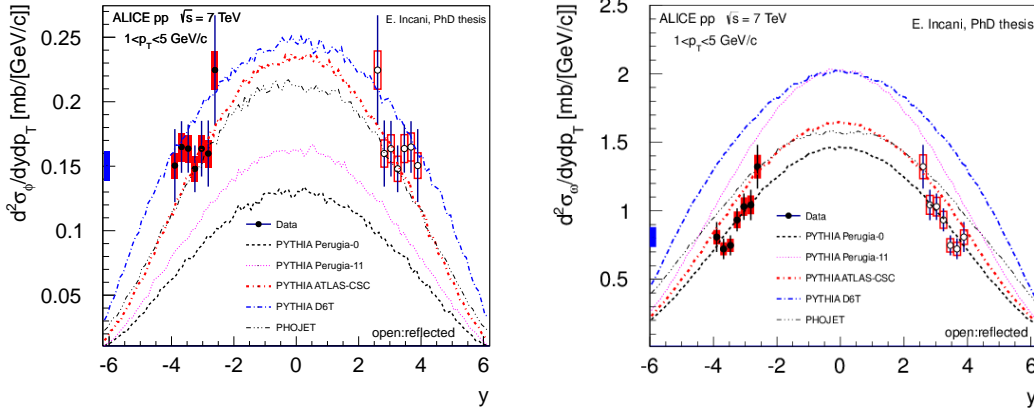 ALICE pp √s = 7 TeV
E. Incani, PhD thesis
1<p_T<5 GeV/c
d²σ_ϕ/dydp_T [mb/[GeV/c]]
0.25
0.2
0.15
0.1
0.05
Data
PYTHIA Perugia-0
PYTHIA Perugia-11
PYTHIA ATLAS-CSC
PYTHIA D6T
PHOJET
open:reflected
-6 -4 -2 0 2 4 6
y
ALICE pp √s = 7 TeV
E. Incani, PhD thesis
1<p_T<5 GeV/c
d²σ_ω/dydp_T [mb/[GeV/c]]
2.5
2
1.5
1
0.5
Data
PYTHIA Perugia-0
PYTHIA Perugia-11
PYTHIA ATLAS-CSC
PYTHIA D6T
PHOJET
open:reflected
-6 -4 -2 0 2 4 6
y